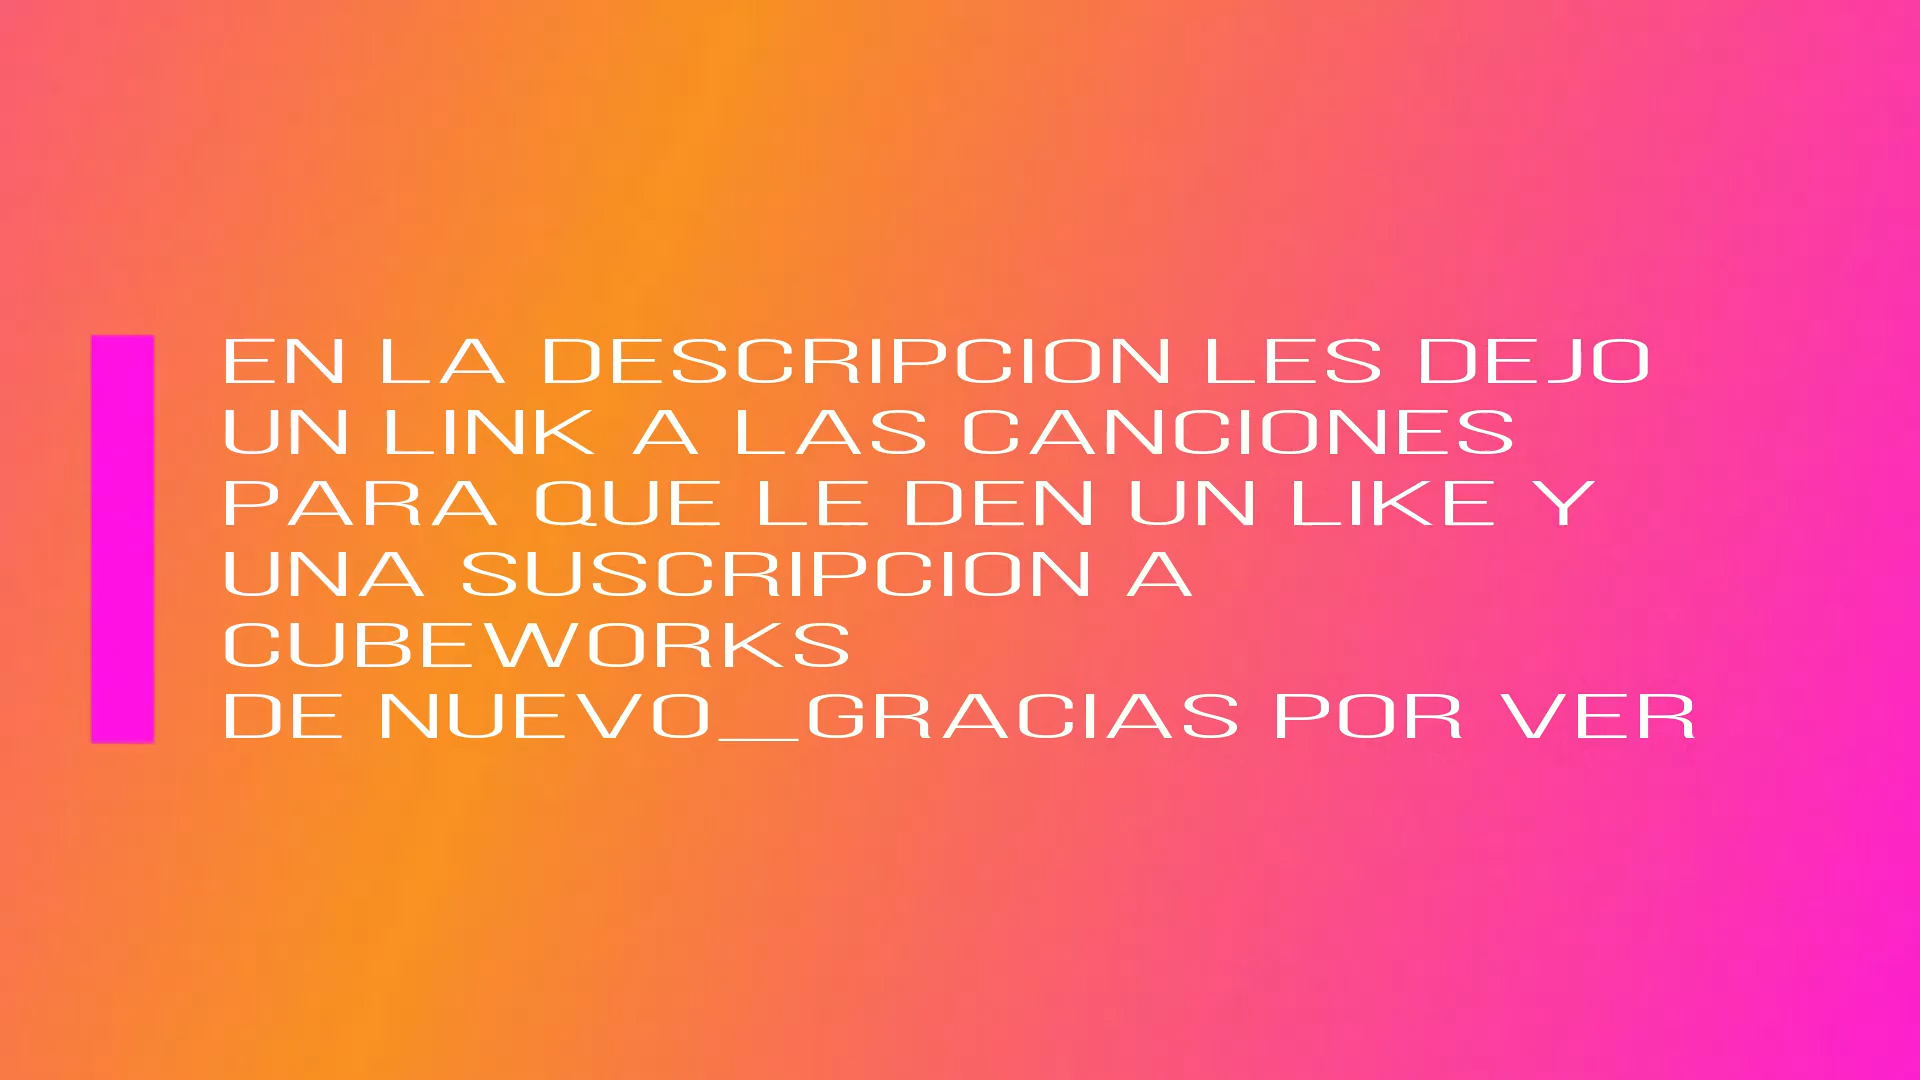 EN LA DESCRIPCION LES DEJO
UN LINK A LAS CANCIONES
PARA QUE LE DEN UN LIKE Y
UNA SUSCRIPCION A
CUBEWORKS
DE NUEVO__GRACIAS POR VER